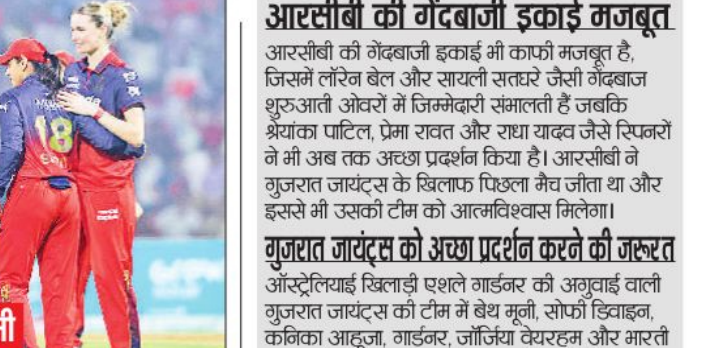 आरसीबी की गेंदबाजी इकाई मजबूत
आरसीबी की गेंदबाजी इकाई भी काफी मजबूत है,
जिसमें लॉरेन बेल और सायली सतघरे जैसी गेंदबाज
शुरुआती ओवरों में जिम्मेदारी संभालती हैं जबकि
श्रेयांका पाटिल, प्रेमा रावत और राधा यादव जैसे स्पिनरों
ने भी अब तक अच्छा प्रदर्शन किया है। आरसीबी ने
गुजरात जायंट्स के खिलाफ पिछला मैच जीता था और
इससे भी उसकी टीम को आत्मविश्वास मिलेगा।
गुजरात जायंट्स को अच्छा प्रदर्शन करने की जरूरत
ऑस्ट्रेलियाई खिलाड़ी एशले गार्डनर की अगुवाई वाली
गुजरात जायंट्स की टीम में बेथ मूनी, सोफी डिवाइन,
कनिका आहूजा, गार्डनर, जॉर्जिया वेयरहम और भारती
18